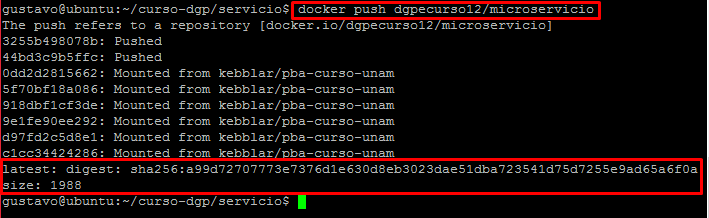 gustavo@ubuntu:~/curso-dgp/servicio$ docker push dgpecurso12/microservicio
The push refers to a repository [docker.io/dgpecurso12/microservicio]
3255b498078b: Pushed
44bd3c9b5ffc: Pushed
0dd2d2815662: Mounted from kebblar/pba-curso-unam
5f70bf18a086: Mounted from kebblar/pba-curso-unam
918dbf1cf3de: Mounted from kebblar/pba-curso-unam
9e1fe90ee292: Mounted from kebblar/pba-curso-unam
d97fd2c5d8e1: Mounted from kebblar/pba-curso-unam
c1cc34424286: Mounted from kebblar/pba-curso-unam
latest: digest: sha256:a99d72707773e7376d1e630d8eb3023dae51dba723541d75d7255e9ad65a6f0a
size: 1988
gustavo@ubuntu:~/curso-dgp/servicio$